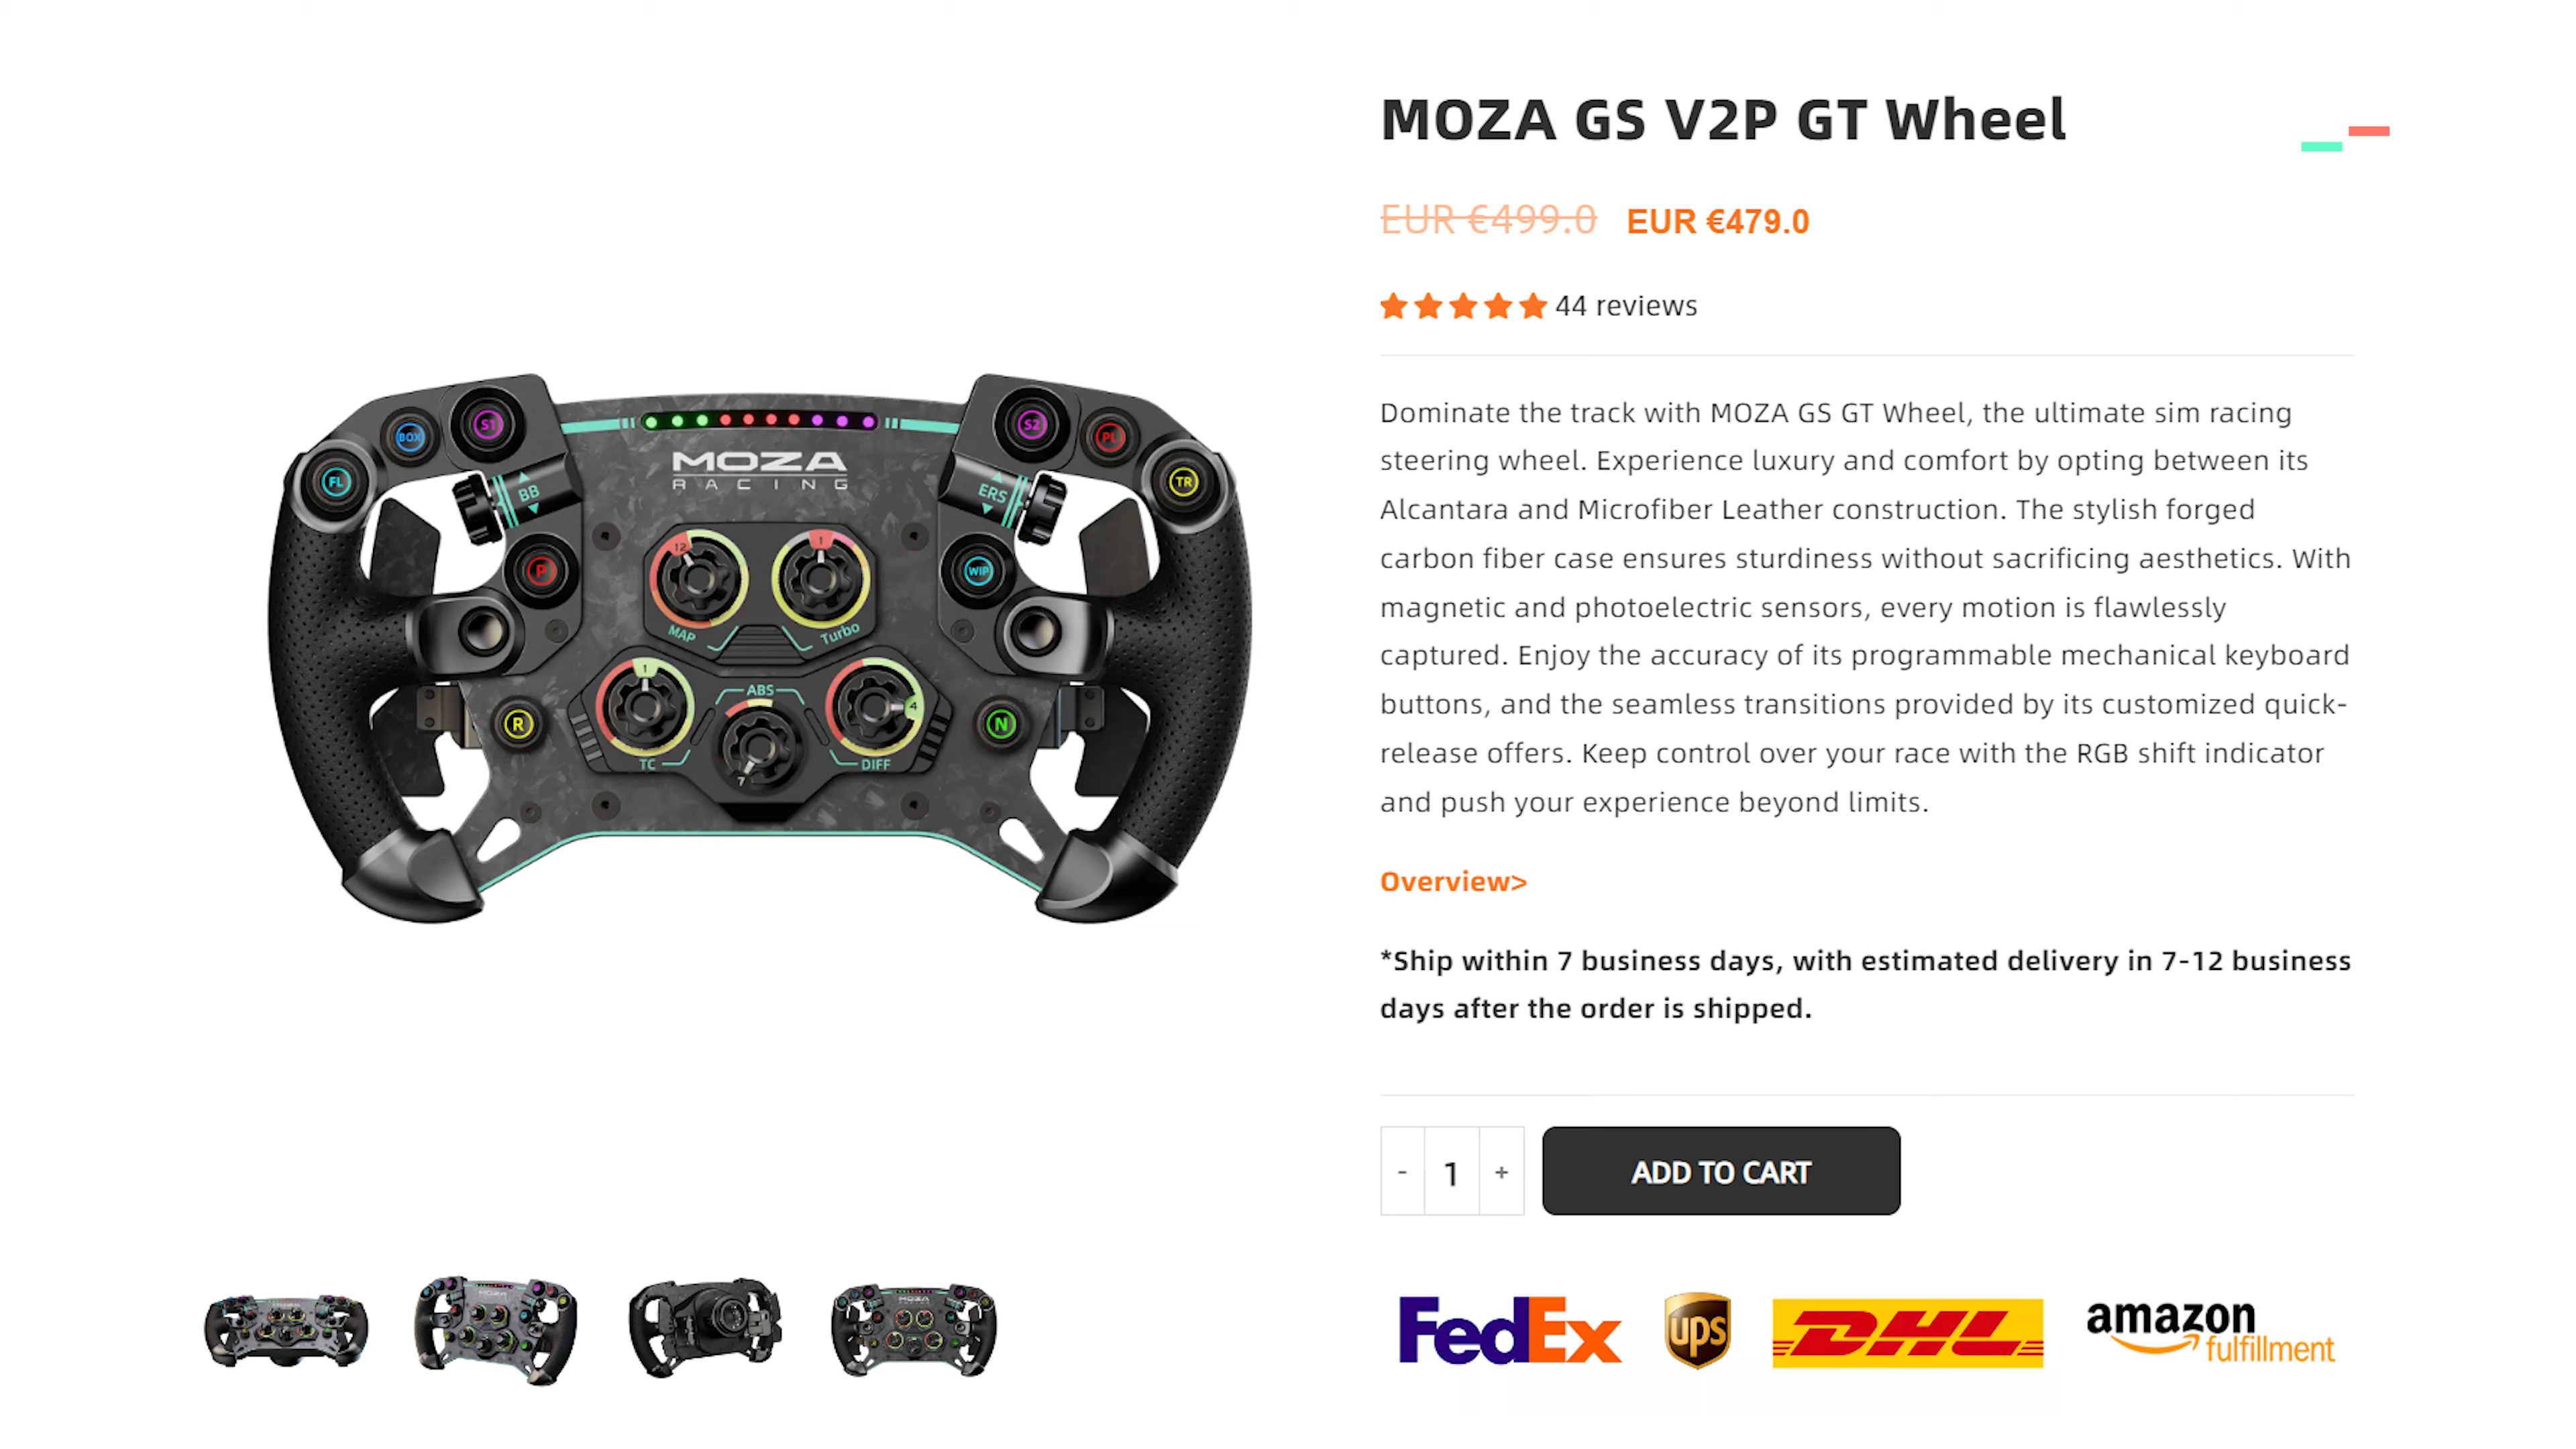 MOZA GS V2P GT Wheel
EUR €499.0 EUR €479.0
44 reviews
Dominate the track with MOZA GS GT Wheel, the ultimate sim racing
steering wheel. Experience luxury and comfort by opting between its
Alcantara and Microfiber Leather construction. The stylish forged
carbon fiber case ensures sturdiness without sacrificing aesthetics. With
magnetic and photoelectric sensors, every motion is flawlessly
captured. Enjoy the accuracy of its programmable mechanical keyboard
buttons, and the seamless transitions provided by its customized quick-
release offers. Keep control over your race with the RGB shift indicator
and push your experience beyond limits.
Overview>
*Ship within 7 business days, with estimated delivery in 7-12 business
days after the order is shipped.
- 1 + ADD TO CART
FedEx ups DHL amazon
fulfillment
S1 S2
BOX PL
FL TR
MOZA
RACING
BB ERS
12 1
P WIP
MAP Turbo
1 ABS 4
R N
TC 7 DIFF